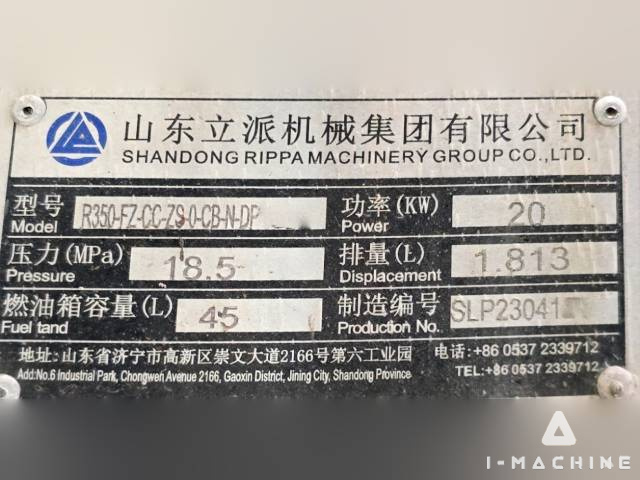 山东立派机械集团有限公司
SHANDONG RIPPA MACHINERY GROUP CO.,LTD.
型号 Model R350-FZ-CC-ZS-0-CB-N-DP 功率(KW) Power 20
压力(MPa) Pressure 18.5 排量(L) Displacement 1.813
燃油箱容量(L) Fuel tand 45 制造编号 Production No. SLP23041
地址:山东省济宁市高新区崇文大道2166号第六工业园 电话:+86 0537 2339712
Add:No.6 Industrial Park, Chongwen Avenue 2166, Gaoxin District, Jining City, Shandong Province TEL:+86 0537 2339712
I-MACHINE